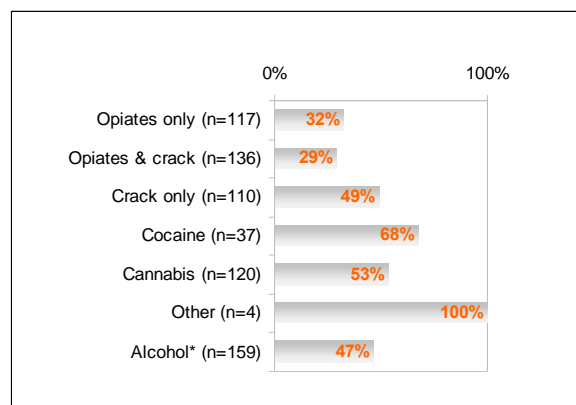 0% 100%
Opiates only (n=117) 32%
Opiates & crack (n=136) 29%
Crack only (n=110) 49%
Cocaine (n=37) 68%
Cannabis (n=120) 53%
Other (n=4) 100%
Alcohol* (n=159) 47%